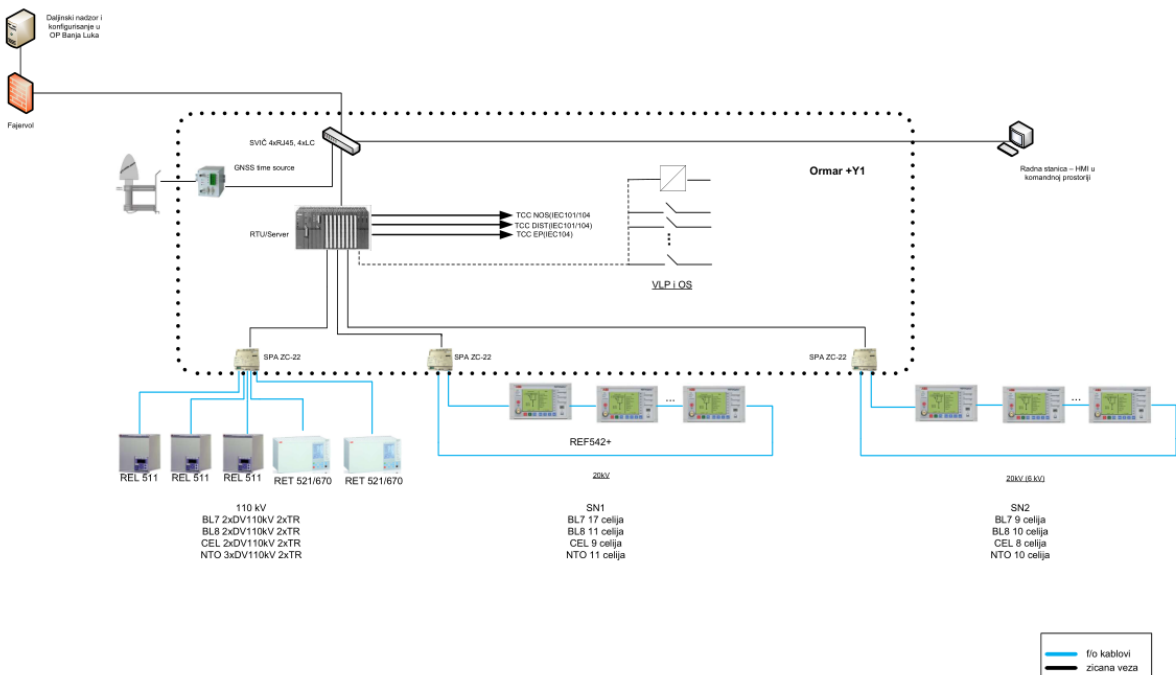 Daljinski nadzor i
konfigurisanje u
OP Banja Luka
Fajervol
SVIČ 4xRJ45, 4xLC
GNSS time source
Ormar +Y1
Radna stanica – HMI u
komandnoj prostoriji
RTU/Server
TCC NOS(IEC101/104
TCC DIST(IEC101/104)
TCC EP(IEC104)
VLP i OS
SPA ZC-22
SPA ZC-22
SPA ZC-22
...
...
REF542+
REL 511
REL 511
REL 511
RET 521/670
RET 521/670
20kV
20kV (6 kV)
110 kV
BL7 2xDV110kV 2xTR
BL8 2xDV110kV 2xTR
CEL 2xDV110kV 2xTR
NTO 3xDV110kV 2xTR
SN1
BL7 17 celija
BL8 11 celija
CEL 9 celija
NTO 11 celija
SN2
BL7 9 celija
BL8 10 celija
CEL 8 celija
NTO 10 celija
f/o kablovi
zicana veza